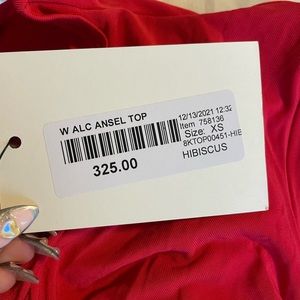 W ALC ANSEL TOP
325.00
12/13/2021 12:32
Item 758136
Size: XS
8KTOP00451-HIB
HIBISCUS